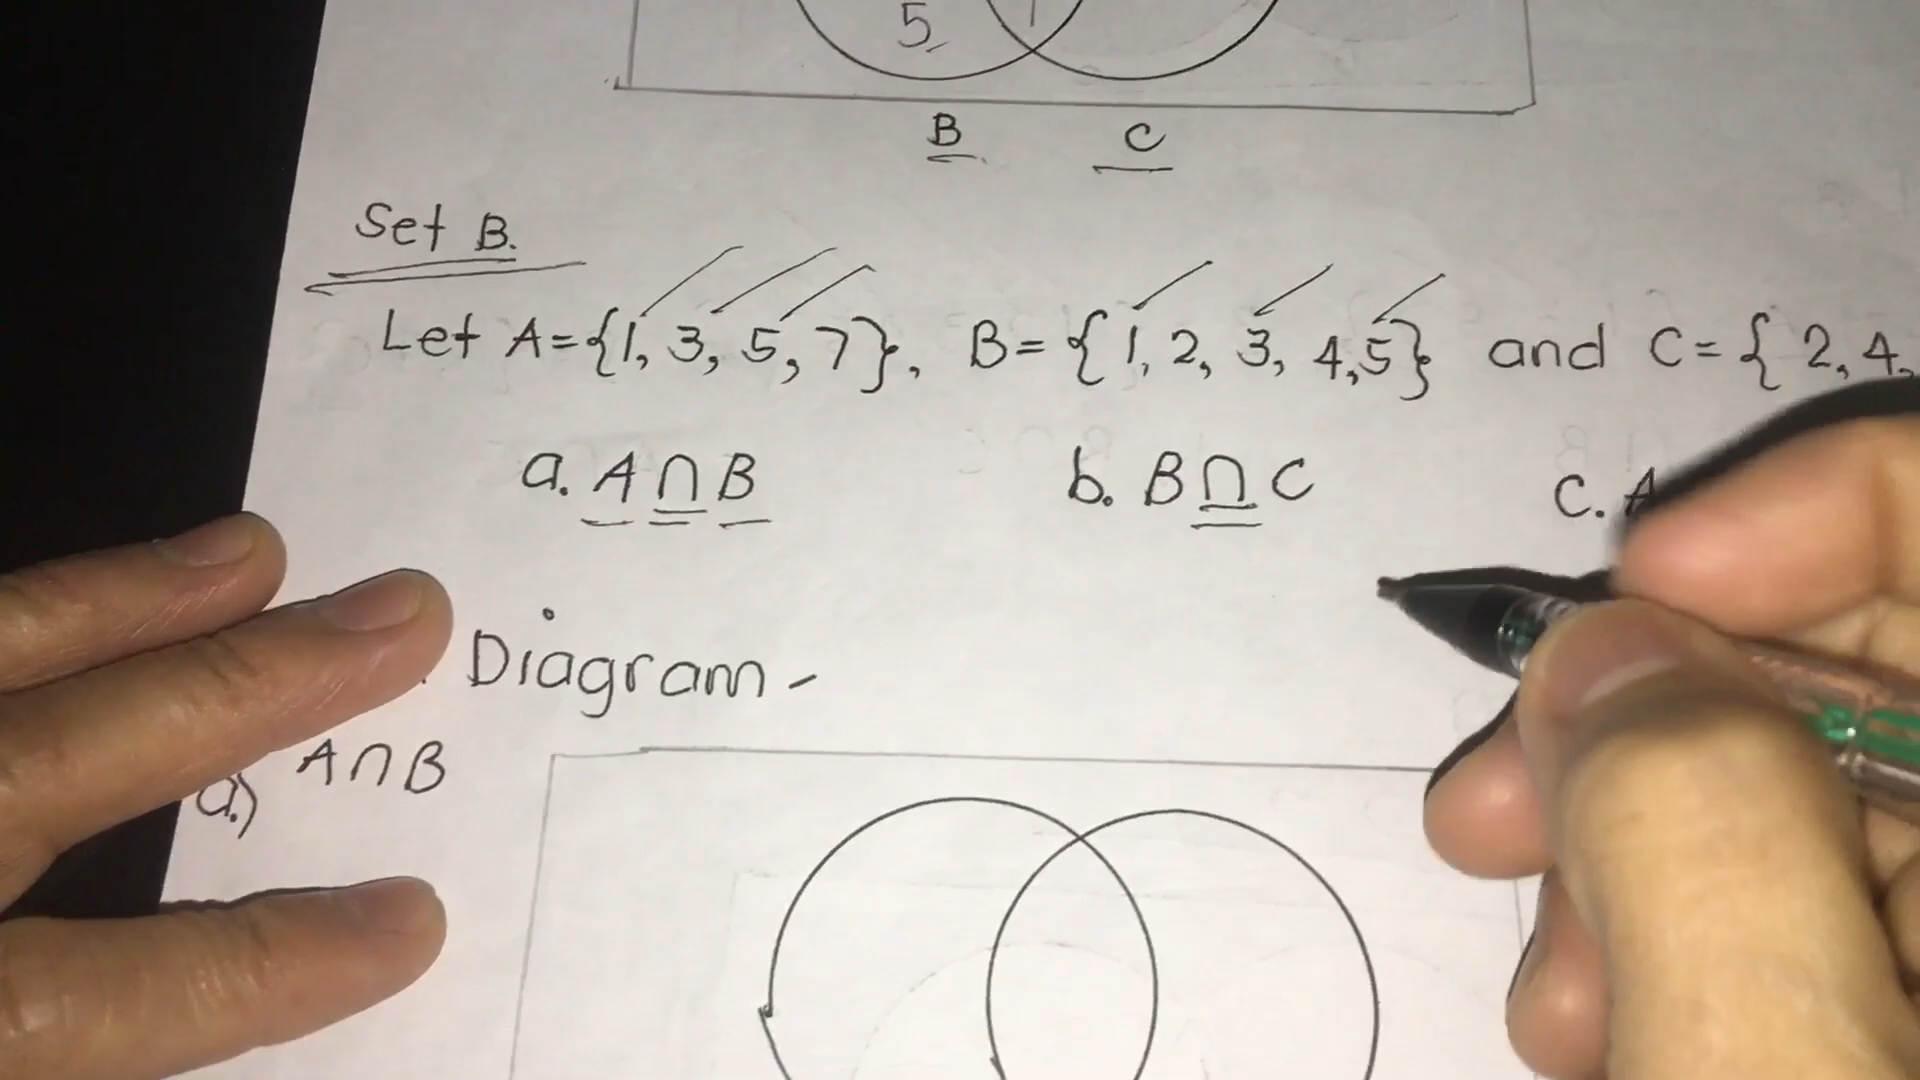 5
B C
Set B.
Let A={1, 3, 5, 7}, B={1, 2, 3, 4,5} and C={2, 4,
a. A∩B b. B∩C c. A
Diagram -
a.) A∩B